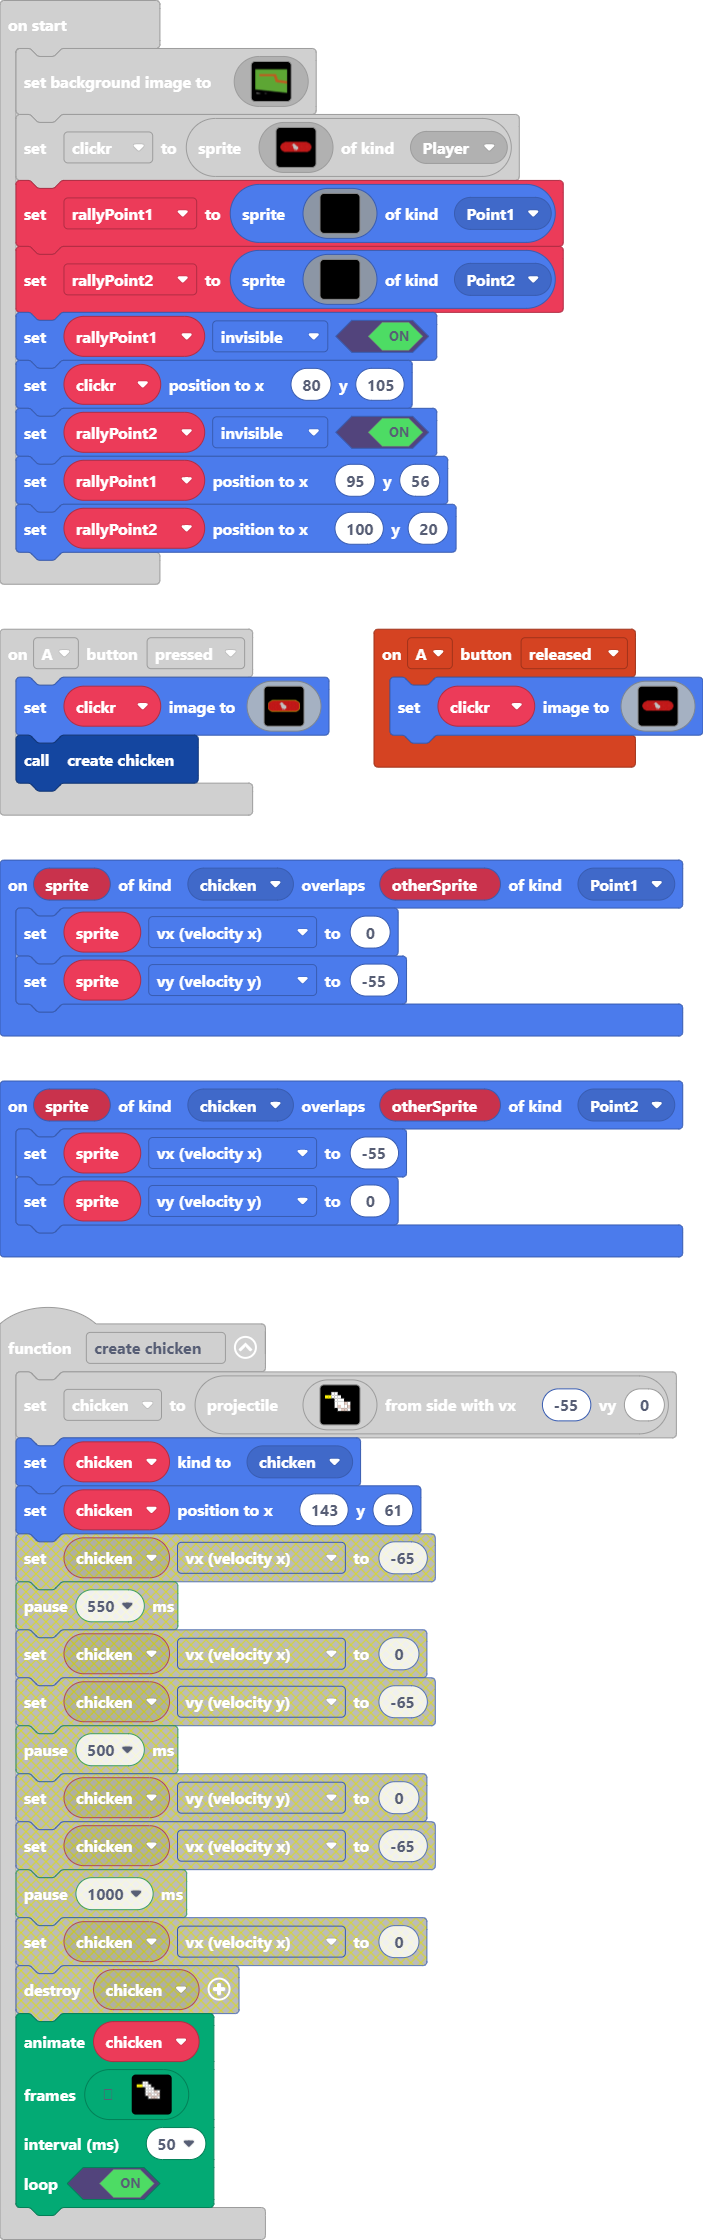 on start
set background image to
set clickr to sprite of kind Player
set rallyPoint1 to sprite of kind Point1
set rallyPoint2 to sprite of kind Point2
set rallyPoint1 invisible ON
set clickr position to x 80 y 105
set rallyPoint2 invisible ON
set rallyPoint1 position to x 95 y 56
set rallyPoint2 position to x 100 y 20
on A button pressed
set clickr image to
call create chicken
on A button released
set clickr image to
on sprite of kind chicken overlaps otherSprite of kind Point1
set sprite vx (velocity x) to 0
set sprite vy (velocity y) to -55
on sprite of kind chicken overlaps otherSprite of kind Point2
set sprite vx (velocity x) to -55
set sprite vy (velocity y) to 0
function create chicken
set chicken to projectile from side with vx -55 vy 0
set chicken kind to chicken
set chicken position to x 143 y 61
set chicken vx (velocity x) to -65
pause 550 ms
set chicken vx (velocity x) to 0
set chicken vy (velocity y) to -65
pause 500 ms
set chicken vy (velocity y) to 0
set chicken vx (velocity x) to -65
pause 1000 ms
set chicken vx (velocity x) to 0
destroy chicken
animate chicken
frames
interval (ms) 50
loop ON